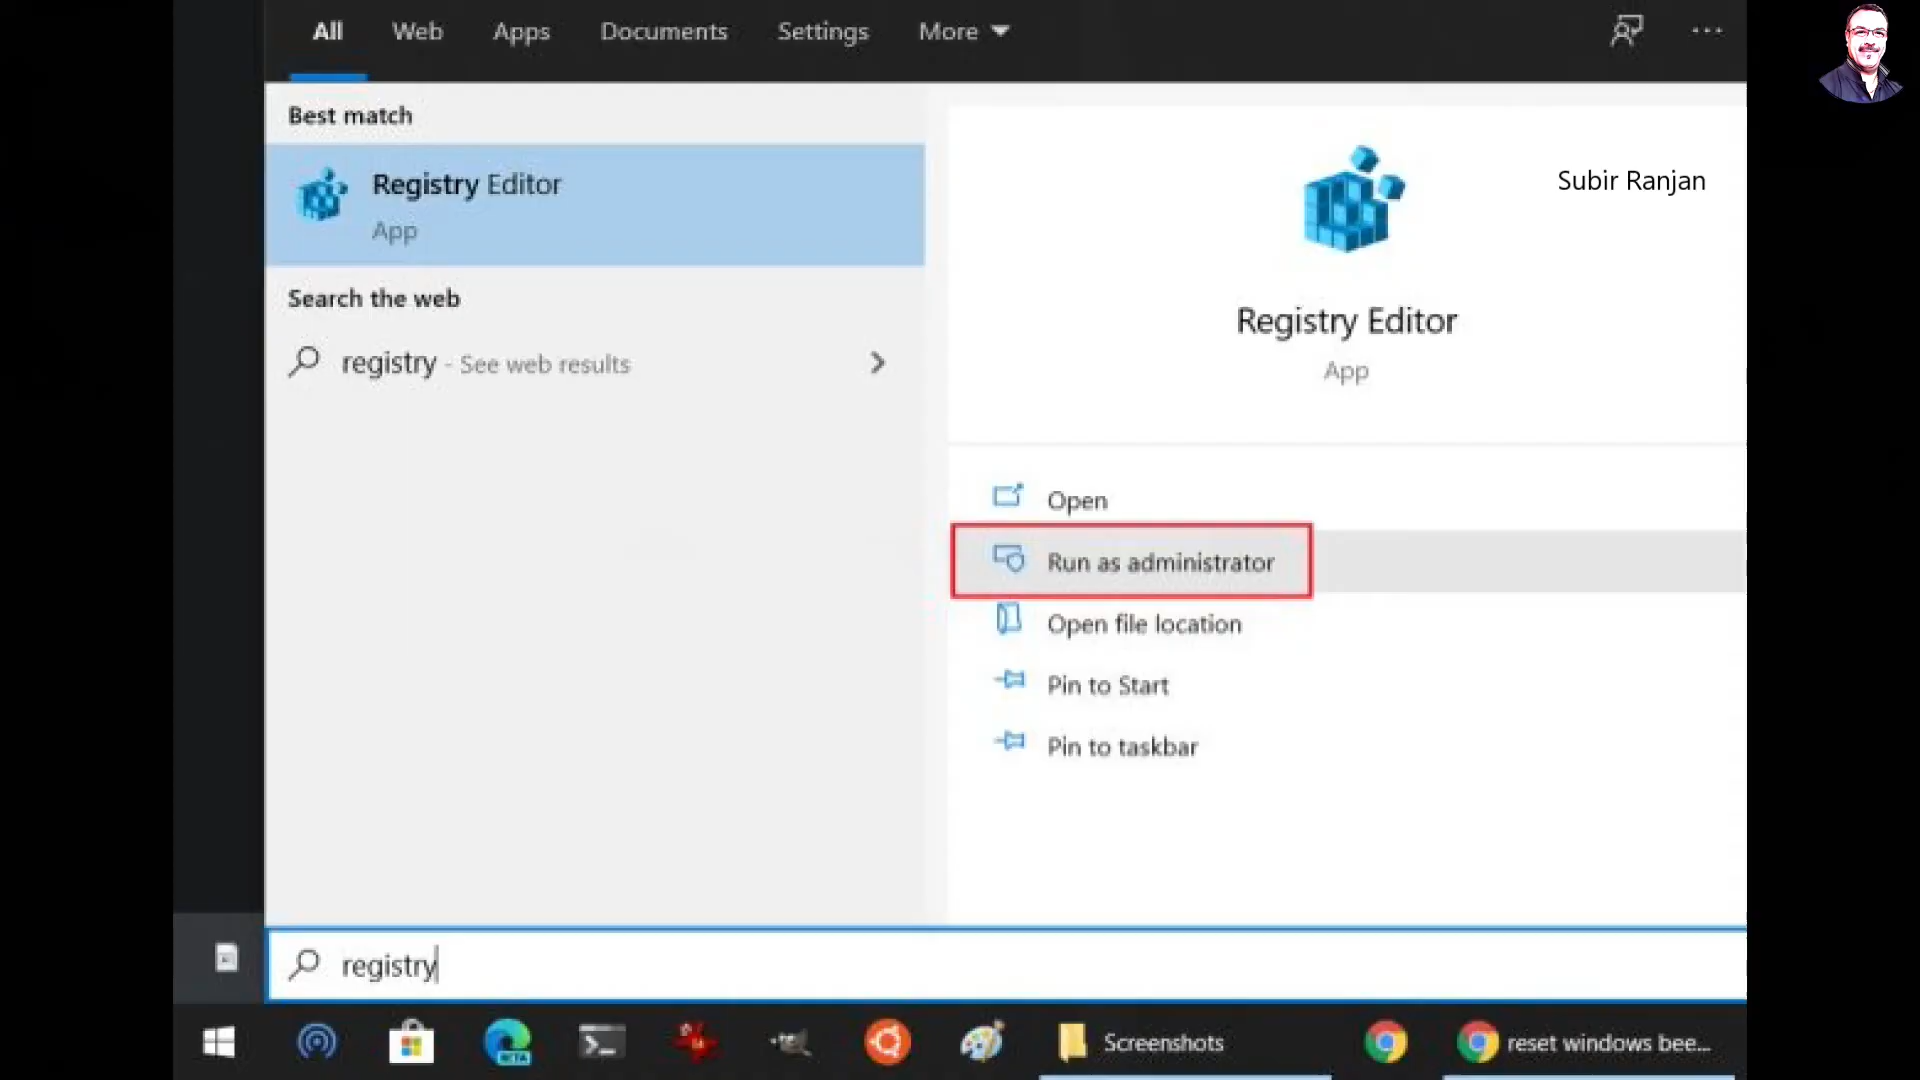 All Web Apps Documents Settings More
Best match
Registry Editor
App
Search the web
registry - See web results
Subir Ranjan
Registry Editor
App
Open
Run as administrator
Open file location
Pin to Start
Pin to taskbar
registry
BETA
Screenshots
reset windows bee...